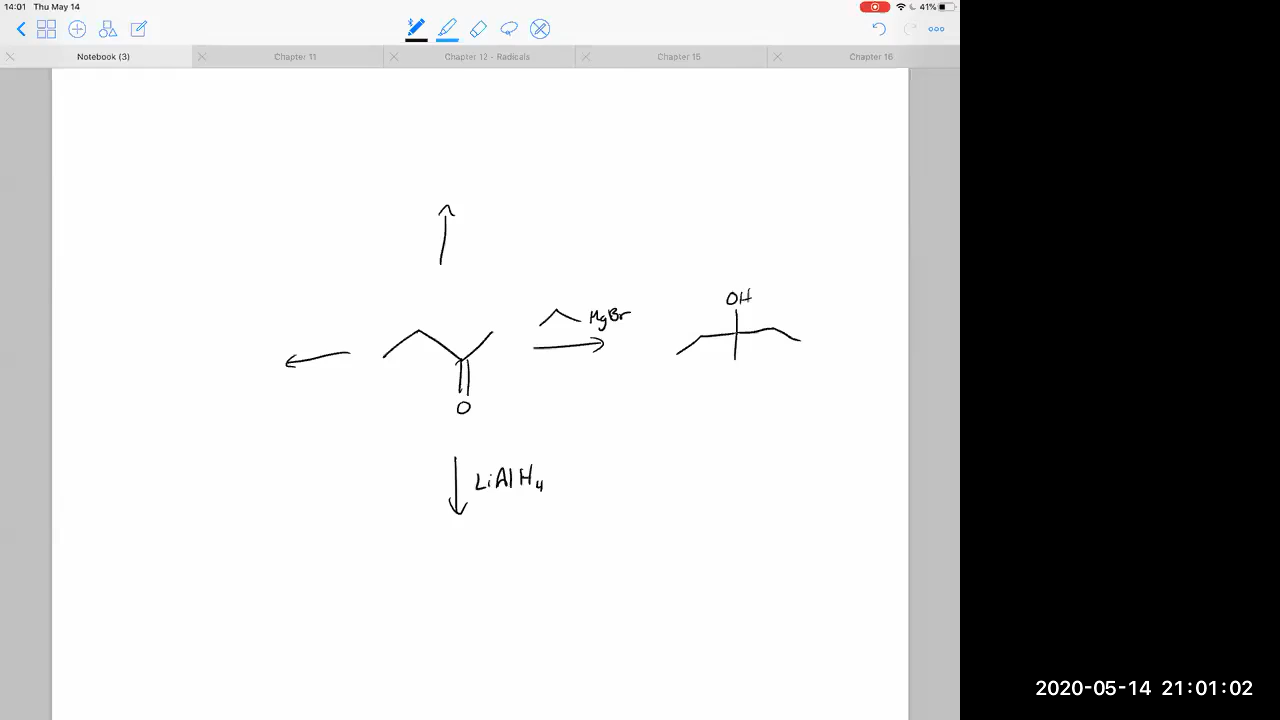 14:01 Thu May 14
41%
Notebook (3)
Chapter 11
Chapter 12 - Radicals
Chapter 15
Chapter 16
OH
MgBr
O
LiAlH4
2020-05-14 21:01:02